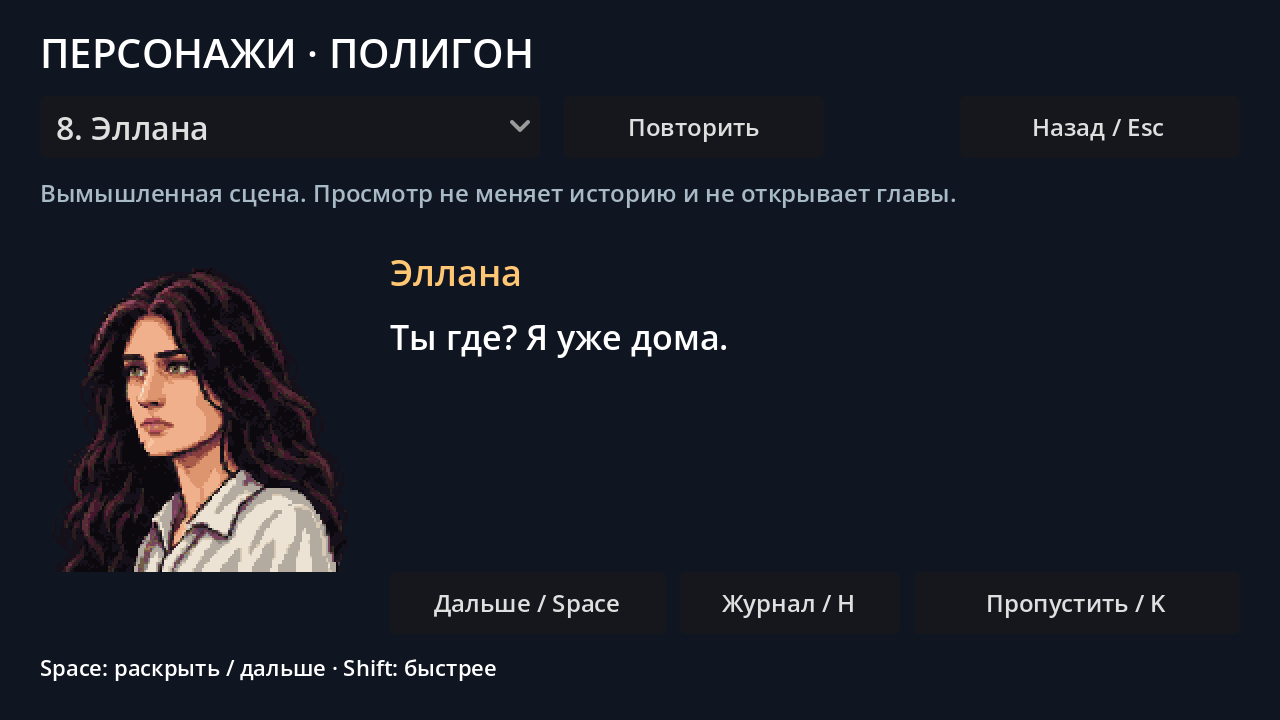 ПЕРСОНАЖИ · ПОЛИГОН
8. Эллана
Повторить
Назад / Esc
Вымышленная сцена. Просмотр не меняет историю и не открывает главы.
Эллана
Ты где? Я уже дома.
Дальше / Space
Журнал / H
Пропустить / K
Space: раскрыть / дальше · Shift: быстрее